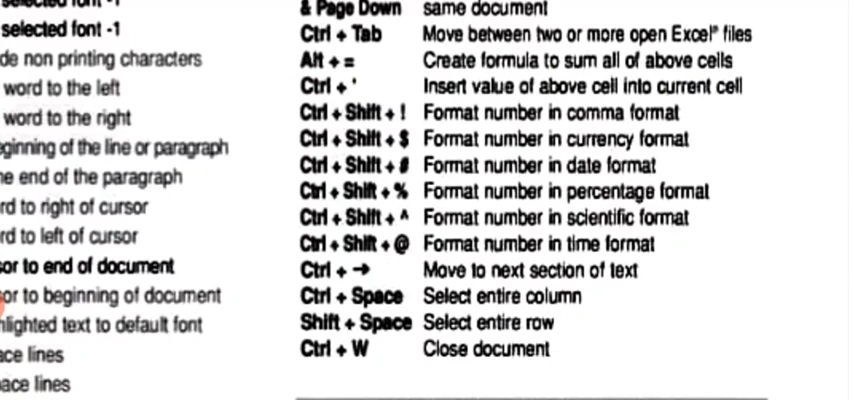 selected font -1
selected font -1
de non printing characters
word to the left
word to the right
ginning of the line or paragraph
e end of the paragraph
rd to right of cursor
rd to left of cursor
sor to end of document
or to beginning of document
hlighted text to default font
ace lines
ace lines
& Page Down same document
Ctrl + Tab Move between two or more open Excel® files
Alt + = Create formula to sum all of above cells
Ctrl + ' Insert value of above cell into current cell
Ctrl + Shift + ! Format number in comma format
Ctrl + Shift + $ Format number in currency format
Ctrl + Shift + # Format number in date format
Ctrl + Shift + % Format number in percentage format
Ctrl + Shift + ^ Format number in scientific format
Ctrl + Shift + @ Format number in time format
Ctrl + → Move to next section of text
Ctrl + Space Select entire column
Shift + Space Select entire row
Ctrl + W Close document